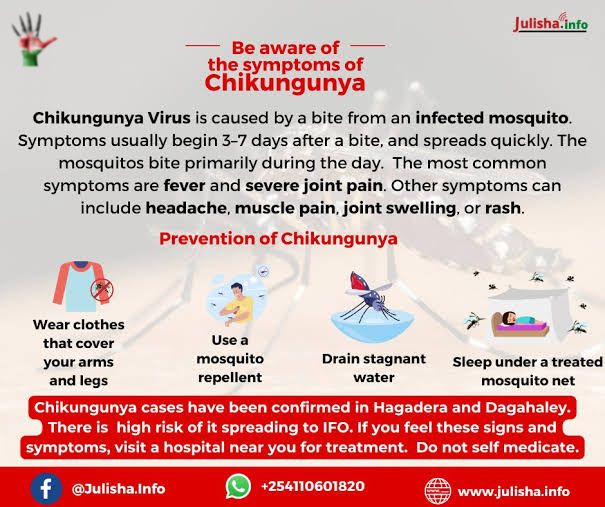 Julisha.info
Be aware of
the symptoms of
Chikungunya
Chikungunya Virus is caused by a bite from an infected mosquito.
Symptoms usually begin 3–7 days after a bite, and spreads quickly. The
mosquitos bite primarily during the day. The most common
symptoms are fever and severe joint pain. Other symptoms can
include headache, muscle pain, joint swelling, or rash.
Prevention of Chikungunya
Wear clothes
that cover
your arms
and legs
Use a
mosquito
repellent
Drain stagnant
water
Sleep under a treated
mosquito net
Chikungunya cases have been confirmed in Hagadera and Dagahaley.
There is high risk of it spreading to IFO. If you feel these signs and
symptoms, visit a hospital near you for treatment. Do not self medicate.
@Julisha.Info
+254110601820
www.julisha.info